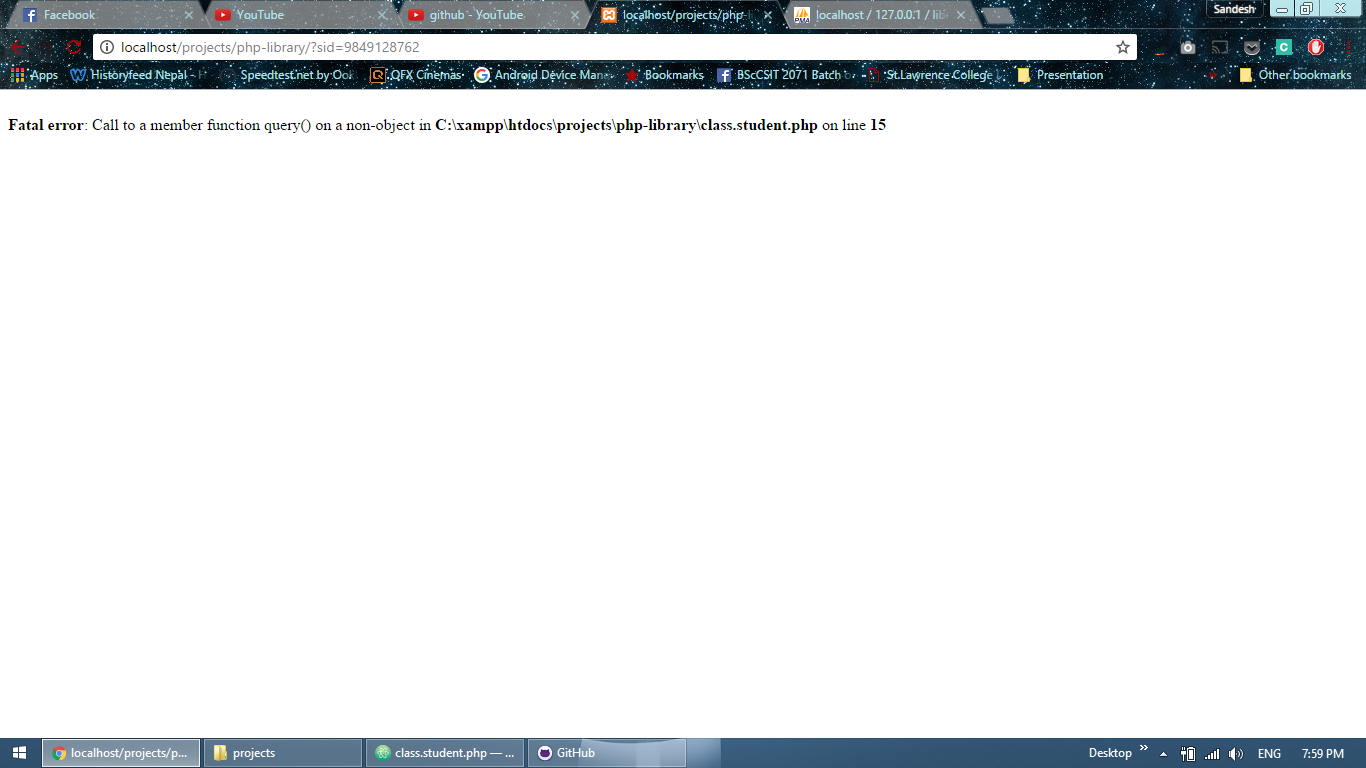 Facebook
YouTube
github - YouTube
localhost/projects/php-l
localhost / 127.0.0.1 / lib
Sandesh
localhost/projects/php-library/?sid=9849128762
Apps
Historyfeed Nepal - H
Speedtest.net by Ookl
QFX Cinemas
Android Device Man
Bookmarks
BScCSIT 2071 Batch
St.Lawrence College
Presentation
Other bookmarks
Fatal error: Call to a member function query() on a non-object in C:\xampp\htdocs\projects\php-library\class.student.php on line 15
localhost/projects/p...
projects
class.student.php — ...
GitHub
Desktop
ENG
7:59 PM